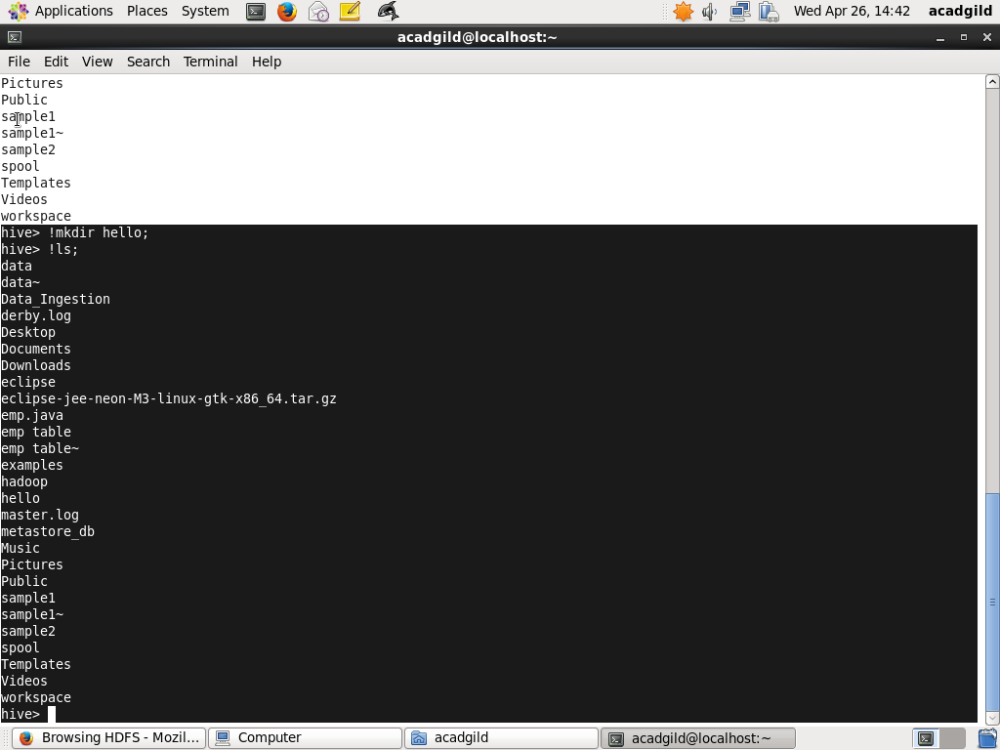 Applications Places System Wed Apr 26, 14:42 acadgild
acadgild@localhost:~
File Edit View Search Terminal Help
Pictures
Public
sample1
sample1~
sample2
spool
Templates
Videos
workspace
hive> !mkdir hello;
hive> !ls;
data
data~
Data_Ingestion
derby.log
Desktop
Documents
Downloads
eclipse
eclipse-jee-neon-M3-linux-gtk-x86_64.tar.gz
emp.java
emp table
emp table~
examples
hadoop
hello
master.log
metastore_db
Music
Pictures
Public
sample1
sample1~
sample2
spool
Templates
Videos
workspace
hive>
Browsing HDFS - Mozil... Computer acadgild acadgild@localhost:~